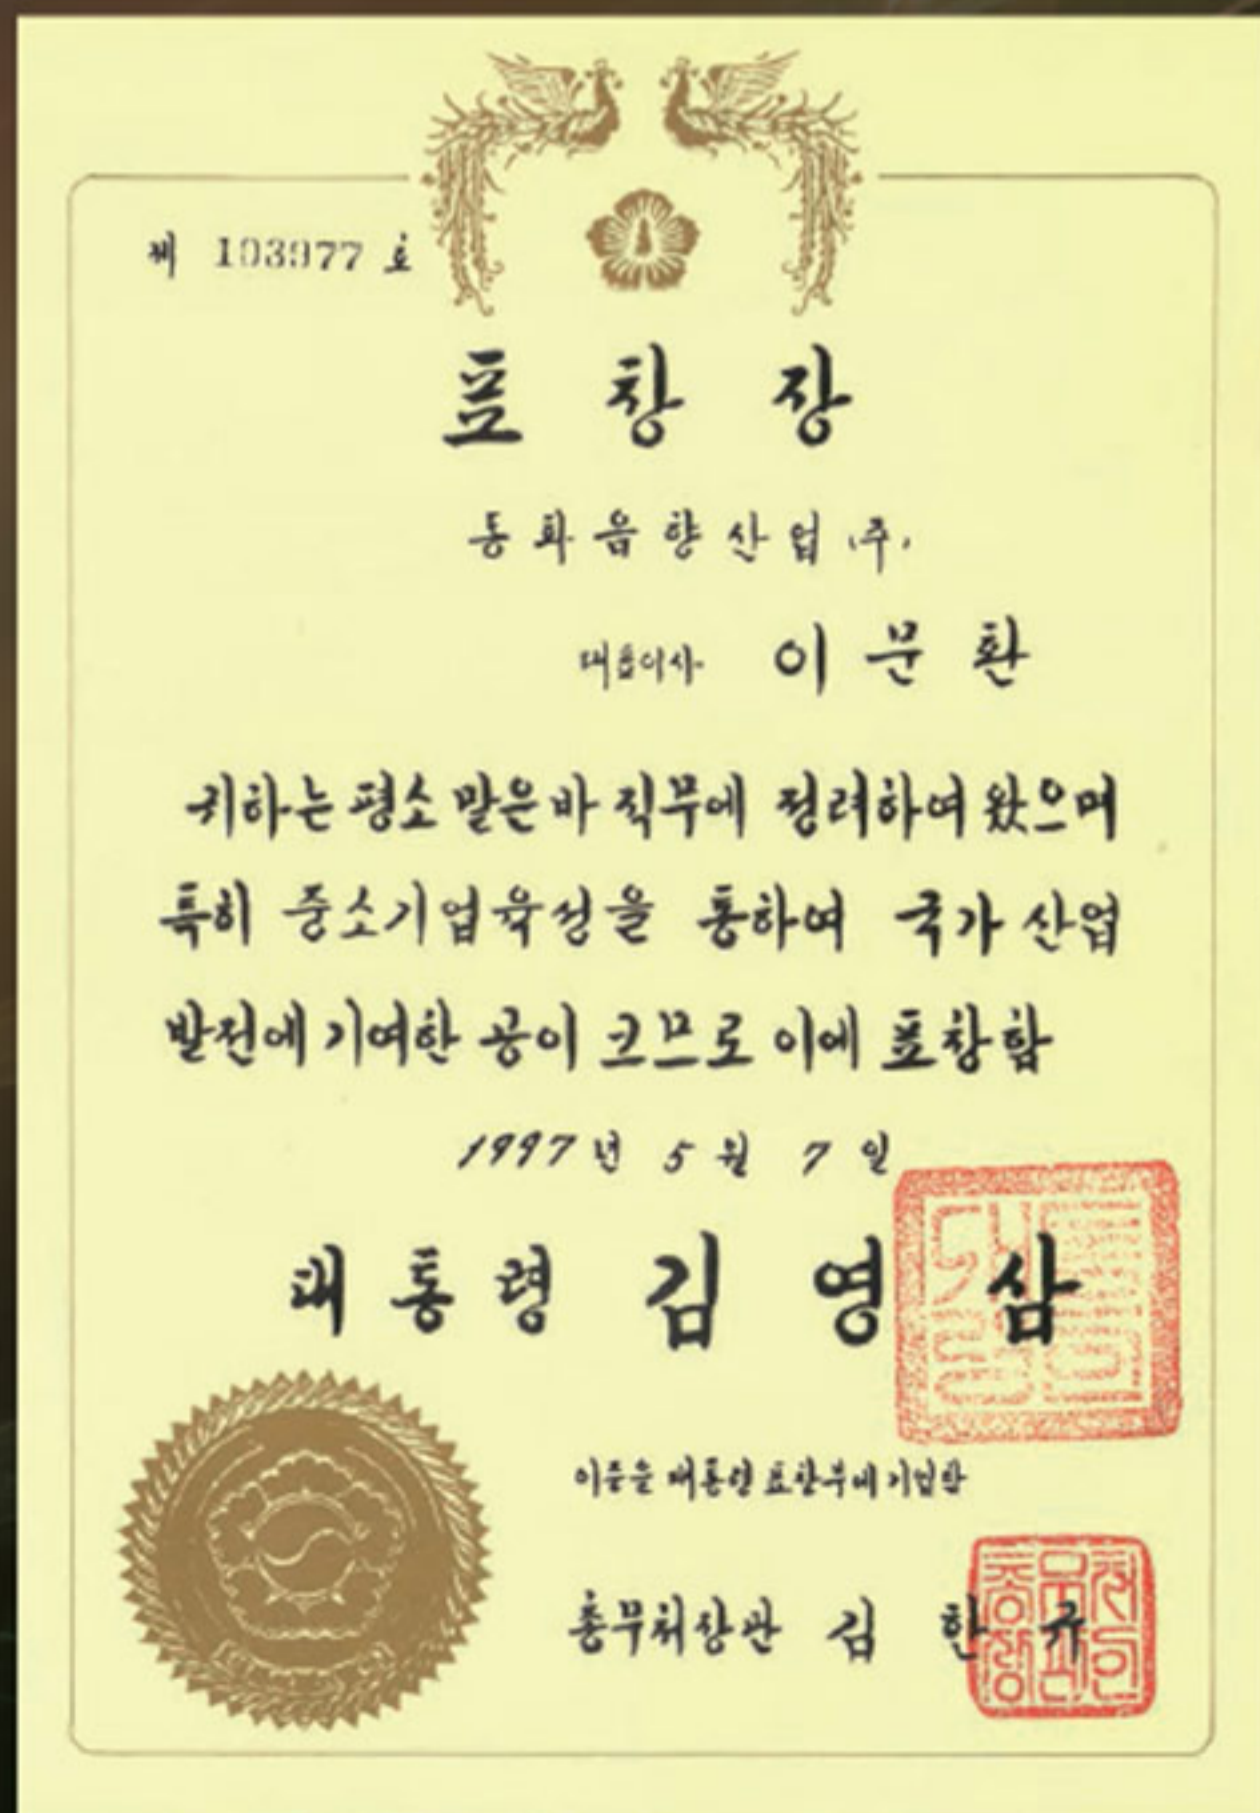 제 103977 호
표창장
동화음향산업(주)
대표이사 이문환
귀하는 평소 맡은바 직무에 정려하여 왔으며
특히 중소기업육성을 통하여 국가산업
발전에 기여한 공이 크므로 이에 표창함
1997년 5월 7일
대통령 김영삼
이증을 대통령표창부에 기입함
총무처장관 김한규